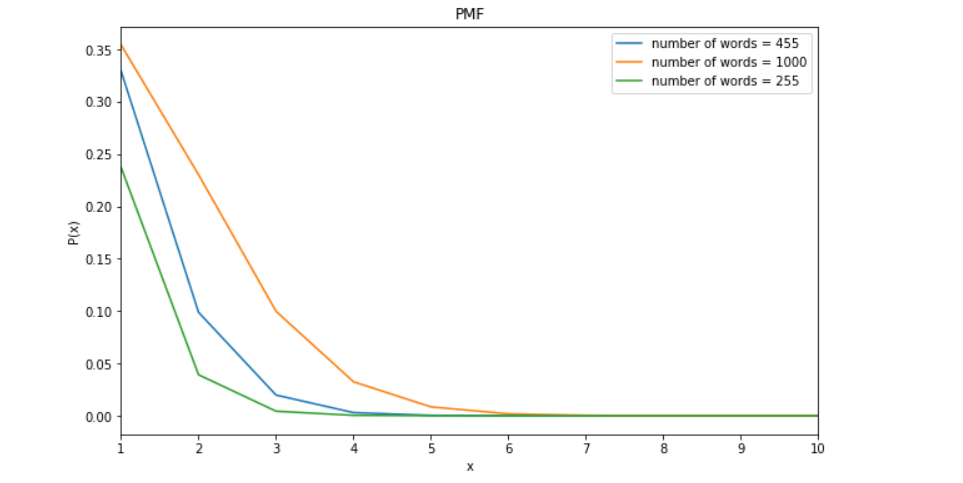 PMF
number of words = 455
number of words = 1000
number of words = 255
P(x)
0.35
0.30
0.25
0.20
0.15
0.10
0.05
0.00
1 2 3 4 5 6 7 8 9 10
x